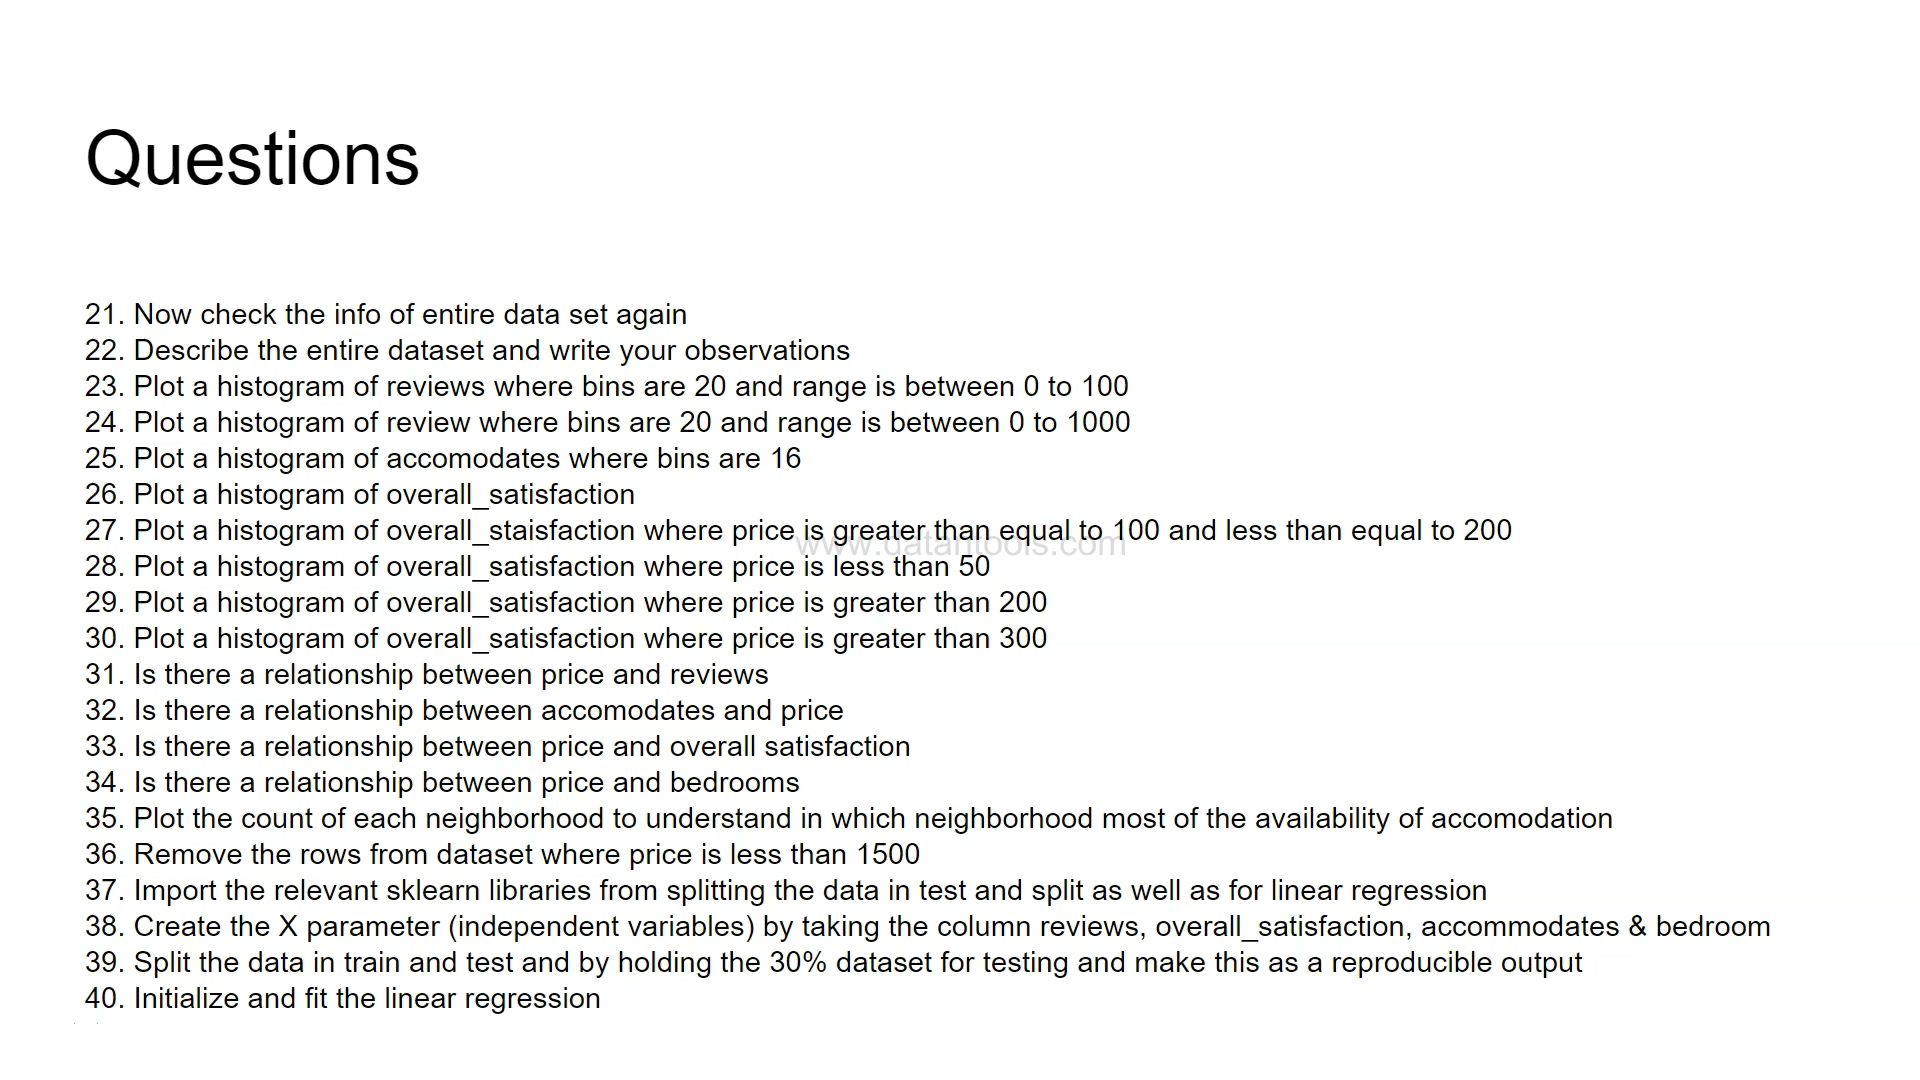 Questions
21. Now check the info of entire data set again
22. Describe the entire dataset and write your observations
23. Plot a histogram of reviews where bins are 20 and range is between 0 to 100
24. Plot a histogram of review where bins are 20 and range is between 0 to 1000
25. Plot a histogram of accomodates where bins are 16
26. Plot a histogram of overall_satisfaction
27. Plot a histogram of overall_staisfaction where price is greater than equal to 100 and less than equal to 200
www.datantools.com
28. Plot a histogram of overall_satisfaction where price is less than 50
29. Plot a histogram of overall_satisfaction where price is greater than 200
30. Plot a histogram of overall_satisfaction where price is greater than 300
31. Is there a relationship between price and reviews
32. Is there a relationship between accomodates and price
33. Is there a relationship between price and overall satisfaction
34. Is there a relationship between price and bedrooms
35. Plot the count of each neighborhood to understand in which neighborhood most of the availability of accomodation
36. Remove the rows from dataset where price is less than 1500
37. Import the relevant sklearn libraries from splitting the data in test and split as well as for linear regression
38. Create the X parameter (independent variables) by taking the column reviews, overall_satisfaction, accommodates & bedroom
39. Split the data in train and test and by holding the 30% dataset for testing and make this as a reproducible output
40. Initialize and fit the linear regression